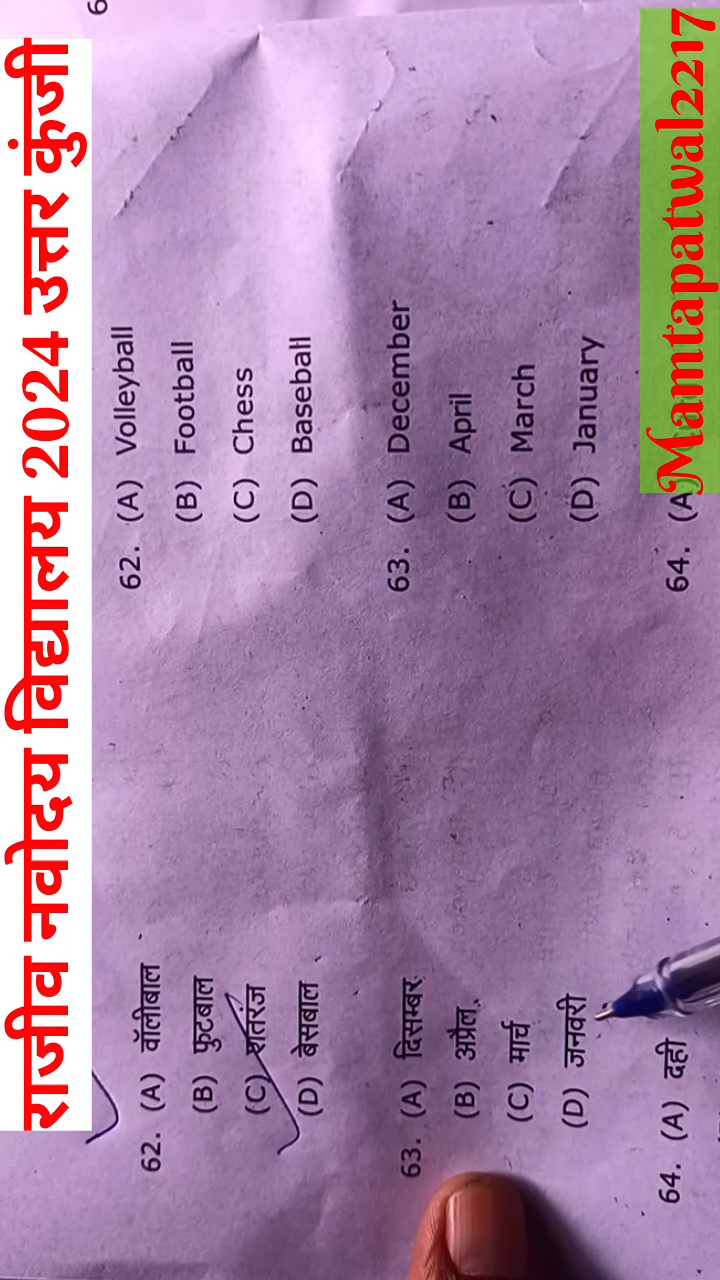 राजीव नवोदय विद्यालय 2024 उत्तर कुंजी
62. (A) वॉलीबाल
(B) फुटबाल
(C) शतरंज
(D) बेसबाल
63. (A) दिसम्बर
(B) अप्रैल
(C) मार्च
(D) जनवरी
64. (A) दही
62. (A) Volleyball
(B) Football
(C) Chess
(D) Baseball
63. (A) December
(B) April
(C) March
(D) January
64. (A)
Mamtapatwal2217